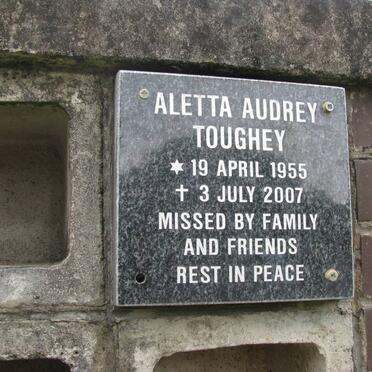 ALETTA AUDREY
TOUGHEY
✶ 19 APRIL 1955
✝ 3 JULY 2007
MISSED BY FAMILY
AND FRIENDS
REST IN PEACE